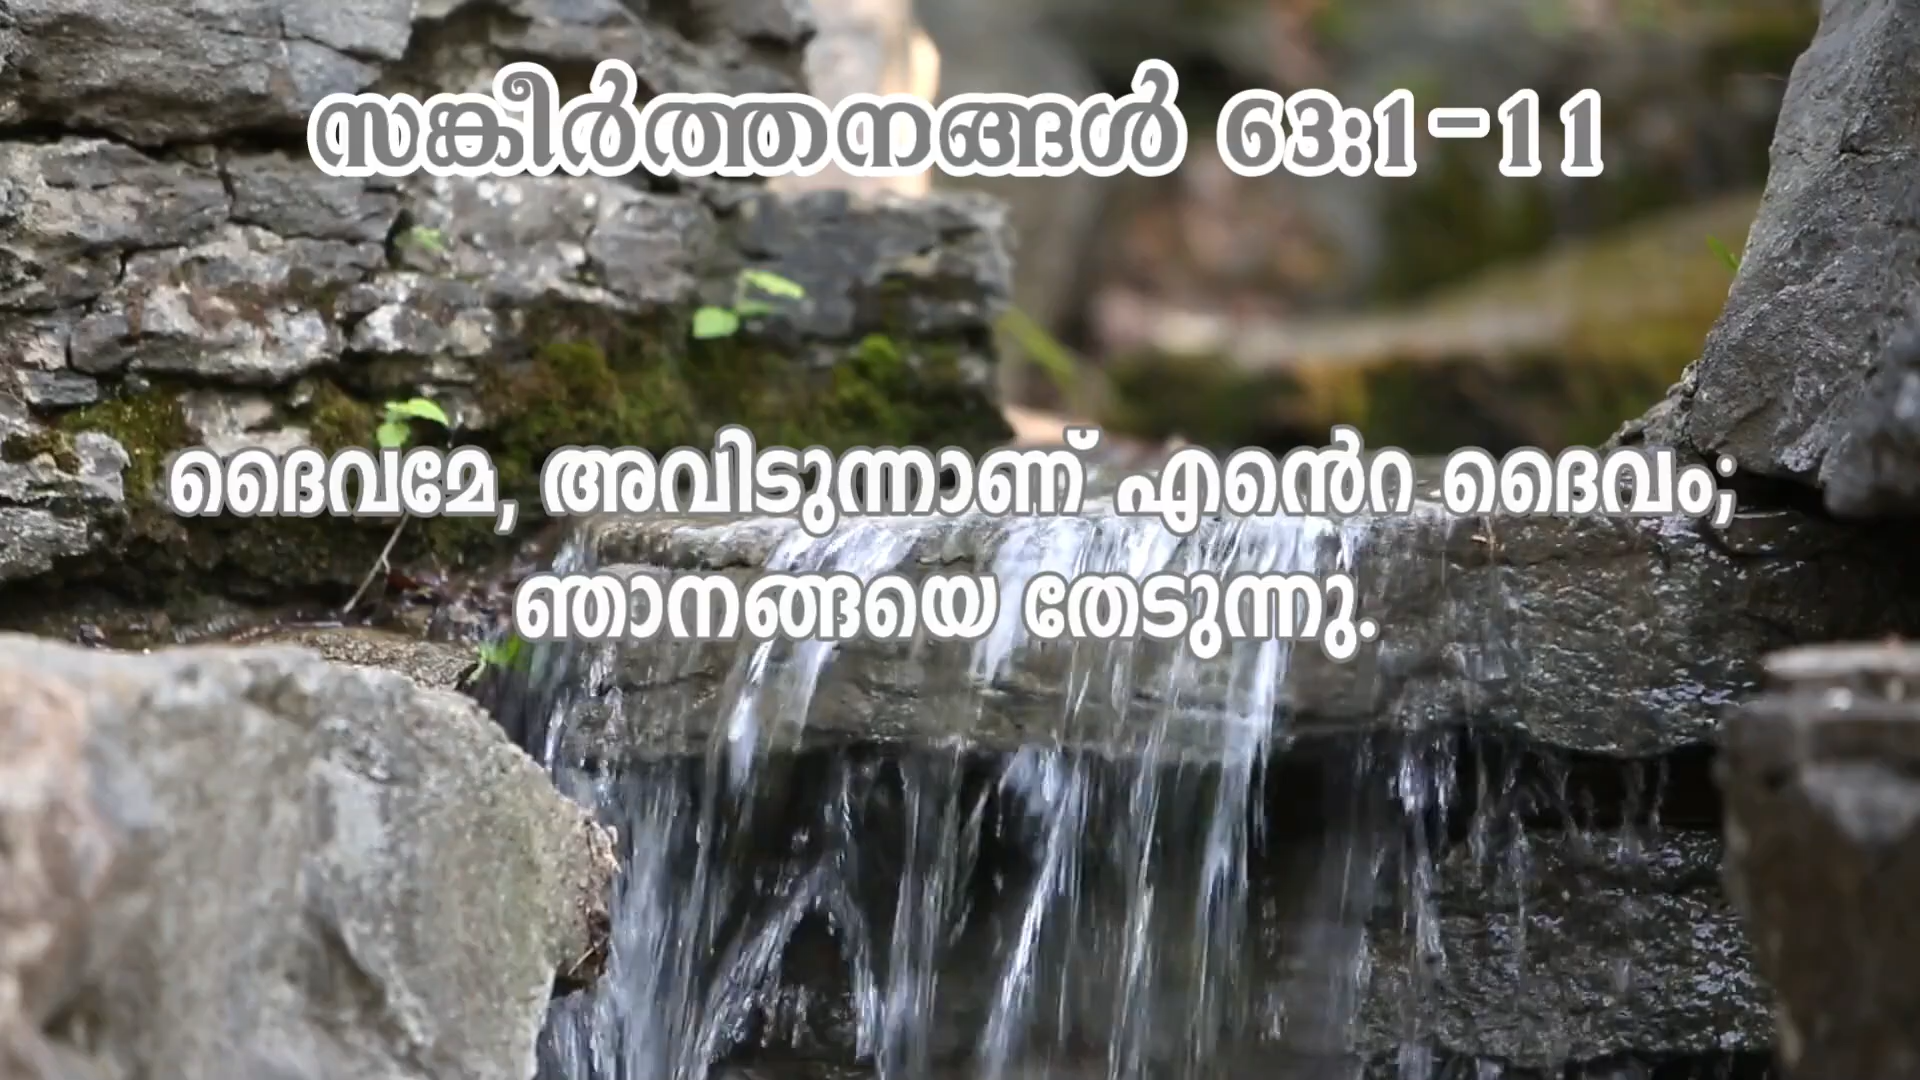 സങ്കീർത്തനങ്ങൾ 63:1-11
ദൈവമേ, അവിടുന്നാണ് എൻെറ ദൈവം;
ഞാനങ്ങയെ തേടുന്നു.